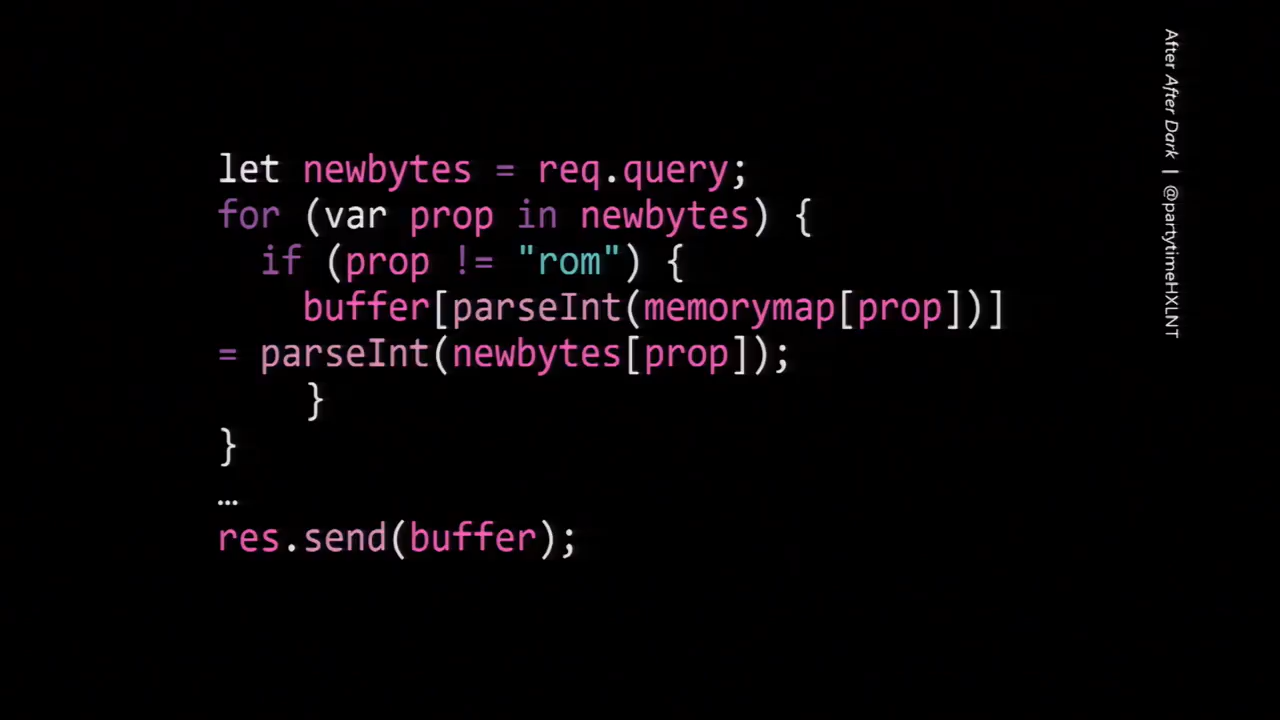 let newbytes = req.query;
for (var prop in newbytes) {
  if (prop != "rom") {
    buffer[parseInt(memorymap[prop])]
= parseInt(newbytes[prop]);
    }
}
…
res.send(buffer);
After After Dark | @partytimeHXLNT